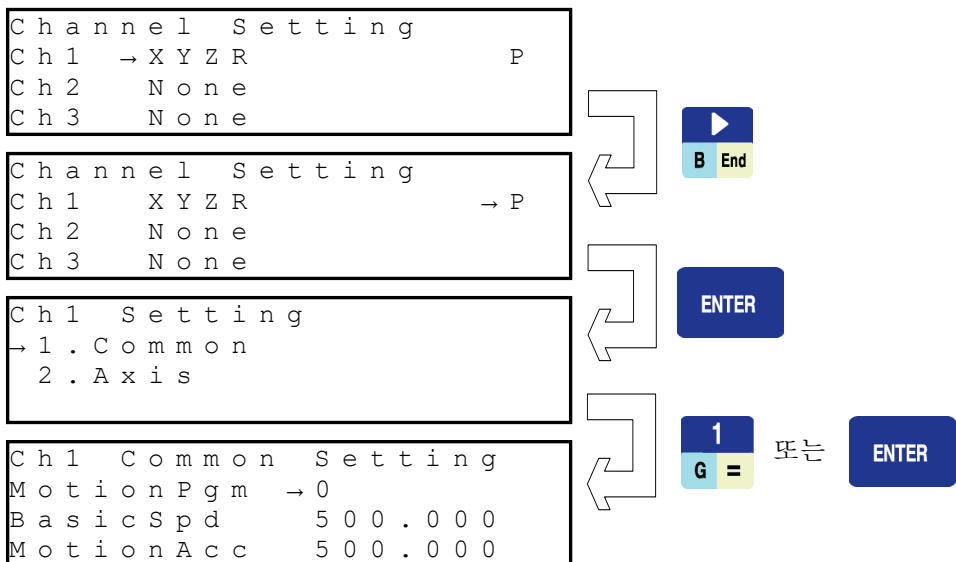 Channel Setting
Ch1 →XYZR P
Ch2 None
Ch3 None
B End
Channel Setting
Ch1 XYZR →P
Ch2 None
Ch3 None
ENTER
Ch1 Setting
→1.Common
2.Axis
1
G =
또는
ENTER
Ch1 Common Setting
MotionPgm →0
BasicSpd 500.000
MotionAcc 500.000